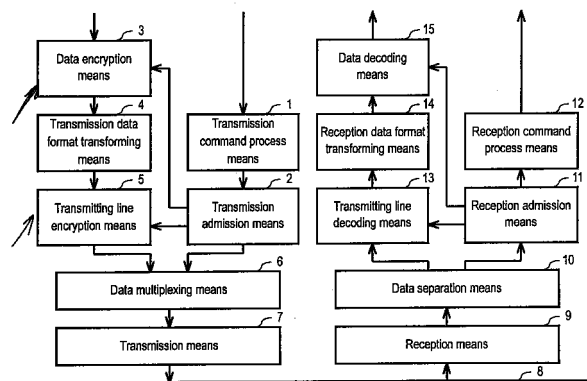 3
Data encryption
means
4
Transmission data
format transforming
means
5
Transmitting line
encryption means
1
Transmission
command process
means
2
Transmission
admission means
6
Data multiplexing means
7
Transmission means
15
Data decoding
means
14
Reception data format
transforming means
13
Transmitting line
decoding means
12
Reception command
process means
11
Reception admission
means
10
Data separation means
9
Reception means
8